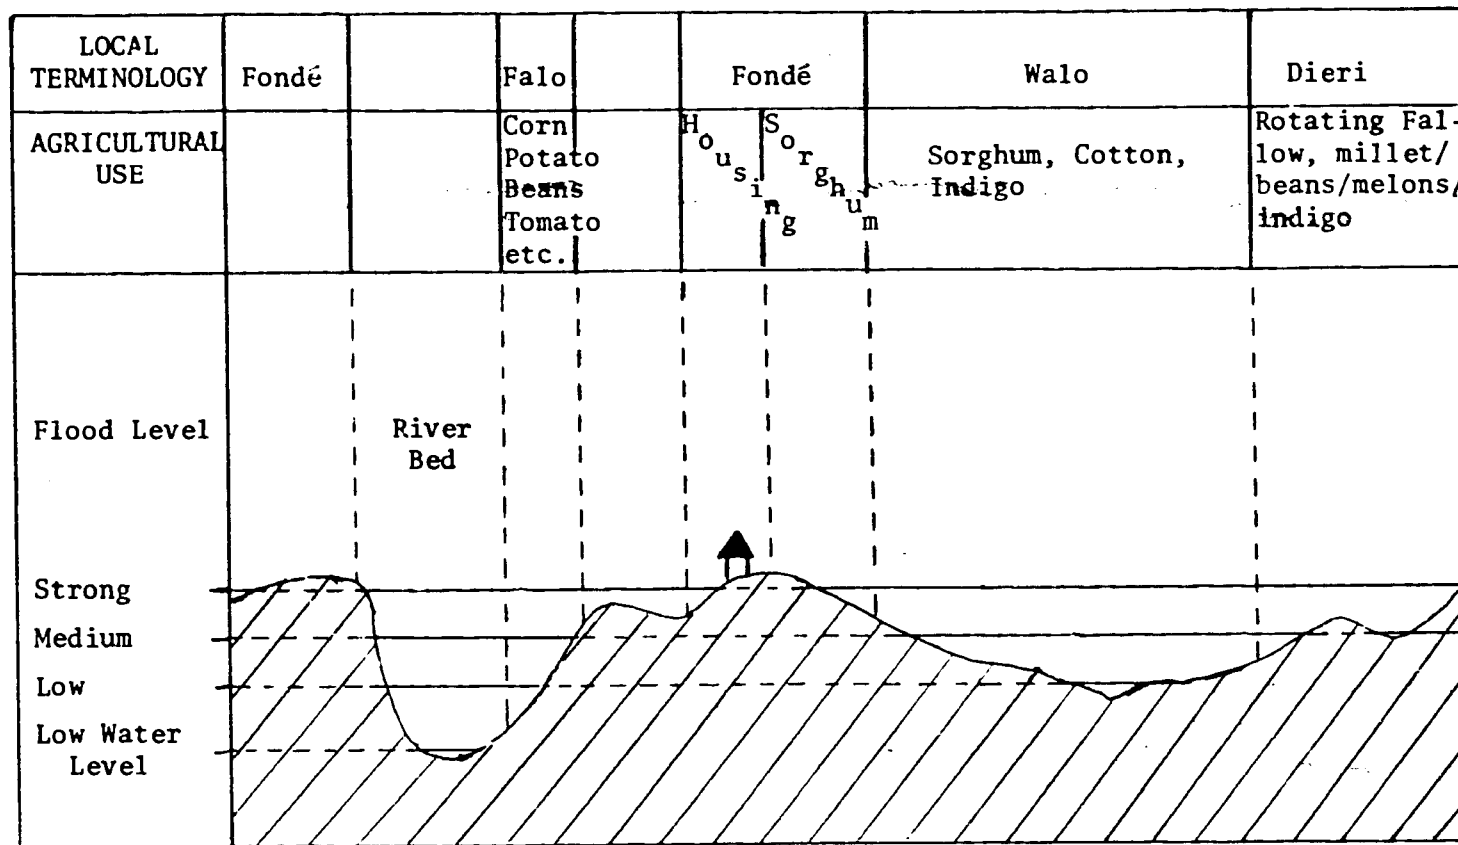 LOCAL
TERMINOLOGY
Fondé
Falo
Fondé
Walo
Dieri
AGRICULTURAL
USE
Corn
Potato
Beans
Tomato
etc.
Housing
Sorghum
Sorghum, Cotton,
Indigo
Rotating Fal-
low, millet/
beans/melons/
indigo
Flood Level
River
Bed
Strong
Medium
Low
Low Water
Level